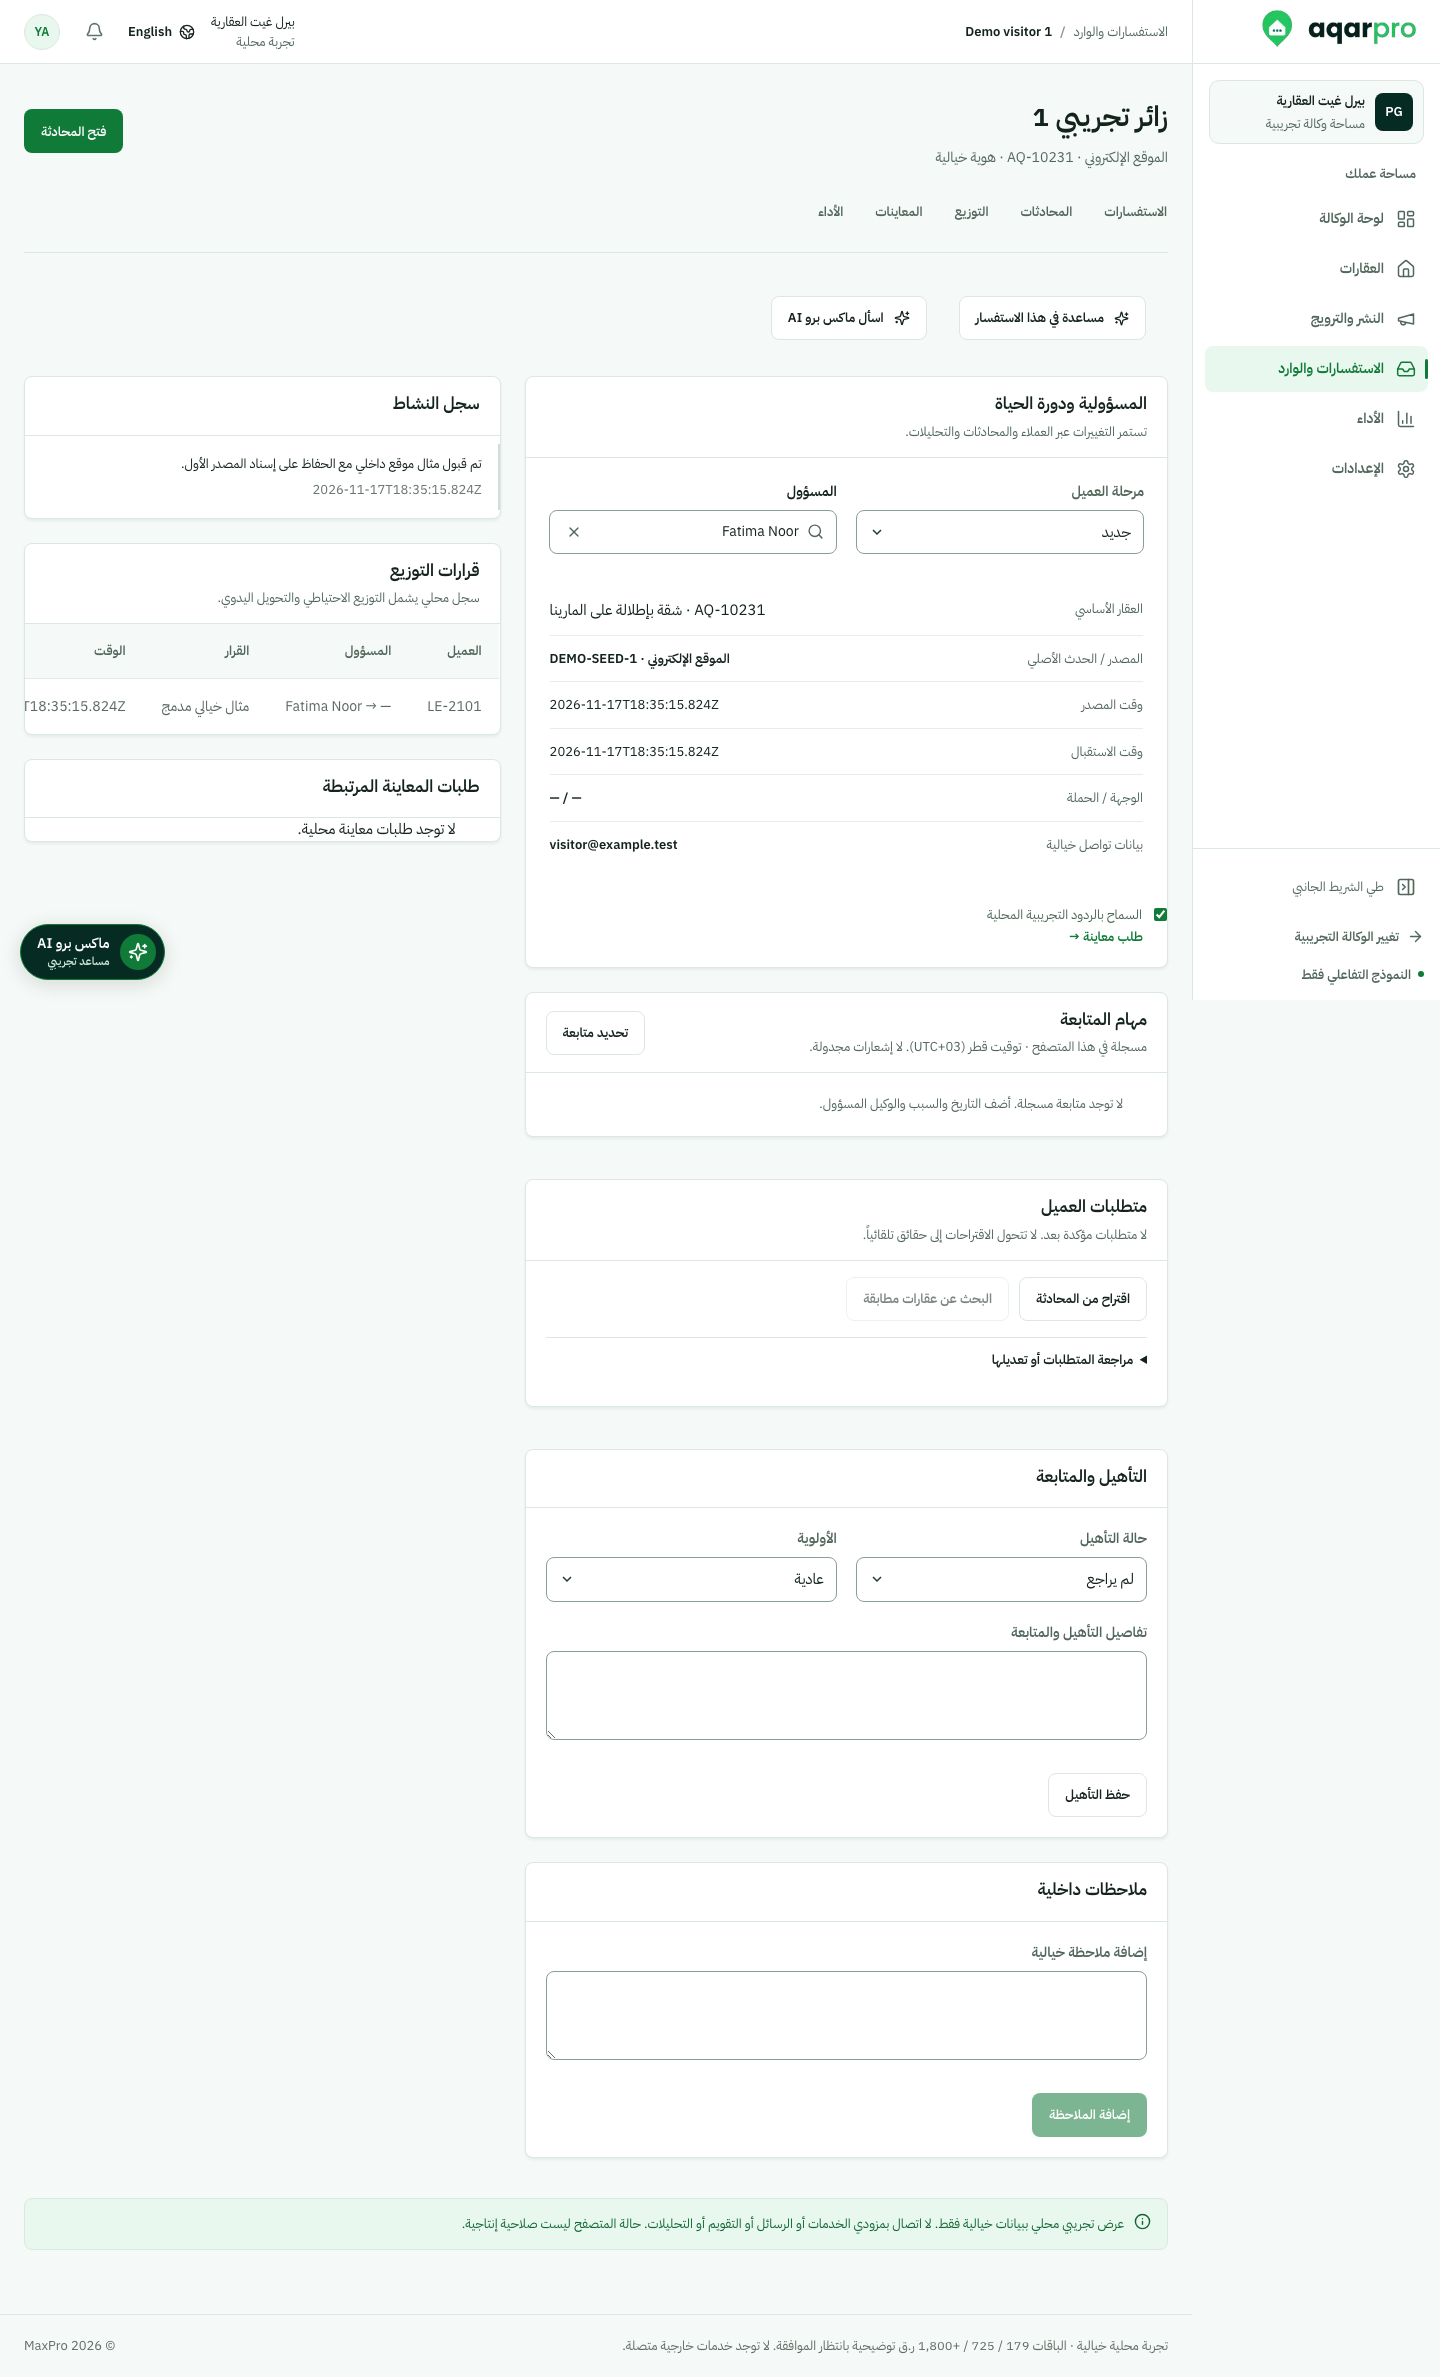 aqarpro
الاستفسارات والوارد / Demo visitor 1
بيرل غيت العقارية
تجربة محلية
English
YA
PG
بيرل غيت العقارية
مساحة وكالة تجريبية
مساحة عملك
لوحة الوكالة
العقارات
النشر والترويج
الاستفسارات والوارد
الأداء
الإعدادات
طي الشريط الجانبي
تغيير الوكالة التجريبية
النموذج التفاعلي فقط
زائر تجريبي 1
الموقع الإلكتروني · AQ-10231 · هوية خيالية
فتح المحادثة
الاستفسارات
المحادثات
التوزيع
المعاينات
الأداء
مساعدة في هذا الاستفسار
اسأل ماكس برو AI
المسؤولية ودورة الحياة
تستمر التغييرات عبر العملاء والمحادثات والتحليلات.
مرحلة العميل
المسؤول
جديد
Fatima Noor
العقار الأساسي
AQ-10231 · شقة بإطلالة على المارينا
المصدر / الحدث الأصلي
الموقع الإلكتروني · DEMO-SEED-1
وقت المصدر
2026-11-17T18:35:15.824Z
وقت الاستقبال
2026-11-17T18:35:15.824Z
الوجهة / الحملة
— / —
بيانات تواصل خيالية
visitor@example.test
السماح بالردود التجريبية المحلية
طلب معاينة →
سجل النشاط
تم قبول مثال موقع داخلي مع الحفاظ على إسناد المصدر الأول.
2026-11-17T18:35:15.824Z
قرارات التوزيع
سجل محلي يشمل التوزيع الاحتياطي والتحويل اليدوي.
العميل
المسؤول
القرار
الوقت
LE-2101
— → Fatima Noor
مثال خيالي مدمج
T18:35:15.824Z
طلبات المعاينة المرتبطة
لا توجد طلبات معاينة محلية.
ماكس برو AI
مساعد تجريبي
مهام المتابعة
مسجلة في هذا المتصفح · توقيت قطر (UTC+03). لا إشعارات مجدولة.
تحديد متابعة
لا توجد متابعة مسجلة. أضف التاريخ والسبب والوكيل المسؤول.
متطلبات العميل
لا متطلبات مؤكدة بعد. لا تتحول الاقتراحات إلى حقائق تلقائياً.
اقتراح من المحادثة
البحث عن عقارات مطابقة
مراجعة المتطلبات أو تعديلها
التأهيل والمتابعة
حالة التأهيل
الأولوية
لم يراجع
عادية
تفاصيل التأهيل والمتابعة
حفظ التأهيل
ملاحظات داخلية
إضافة ملاحظة خيالية
إضافة الملاحظة
عرض تجريبي محلي ببيانات خيالية فقط. لا اتصال بمزودي الخدمات أو الرسائل أو التقويم أو التحليلات. حالة المتصفح ليست صلاحية إنتاجية.
تجربة محلية خيالية · الباقات 179 / 725 / +1,800 ر.ق توضيحية بانتظار الموافقة. لا توجد خدمات خارجية متصلة.
© 2026 MaxPro